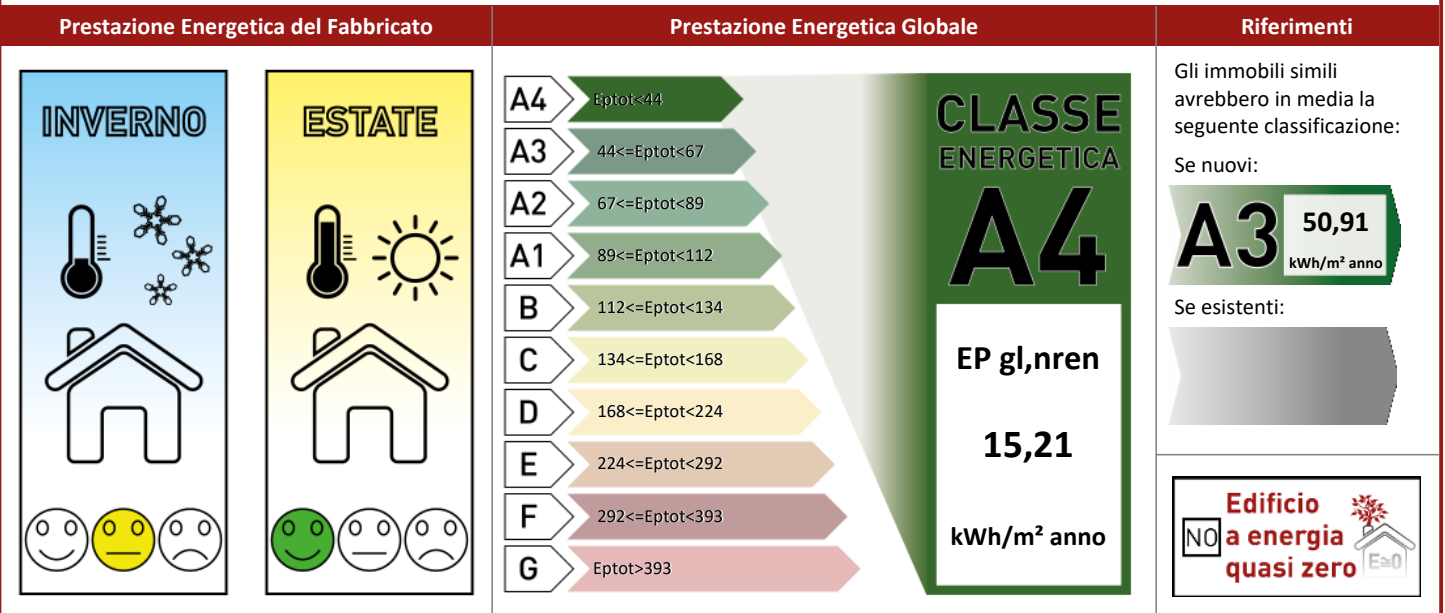 Prestazione Energetica del Fabbricato
Prestazione Energetica Globale
Riferimenti
INVERNO
ESTATE
A4
Eptot<44
A3
44<=Eptot<67
A2
67<=Eptot<89
A1
89<=Eptot<112
B
112<=Eptot<134
C
134<=Eptot<168
D
168<=Eptot<224
E
224<=Eptot<292
F
292<=Eptot<393
G
Eptot>393
CLASSE
ENERGETICA
A4
EP gl,nren
15,21
kWh/m² anno
Gli immobili simili
avrebbero in media la
seguente classificazione:
Se nuovi:
A3
50,91
kWh/m² anno
Se esistenti:
NO
Edificio
a energia
quasi zero
E≅0